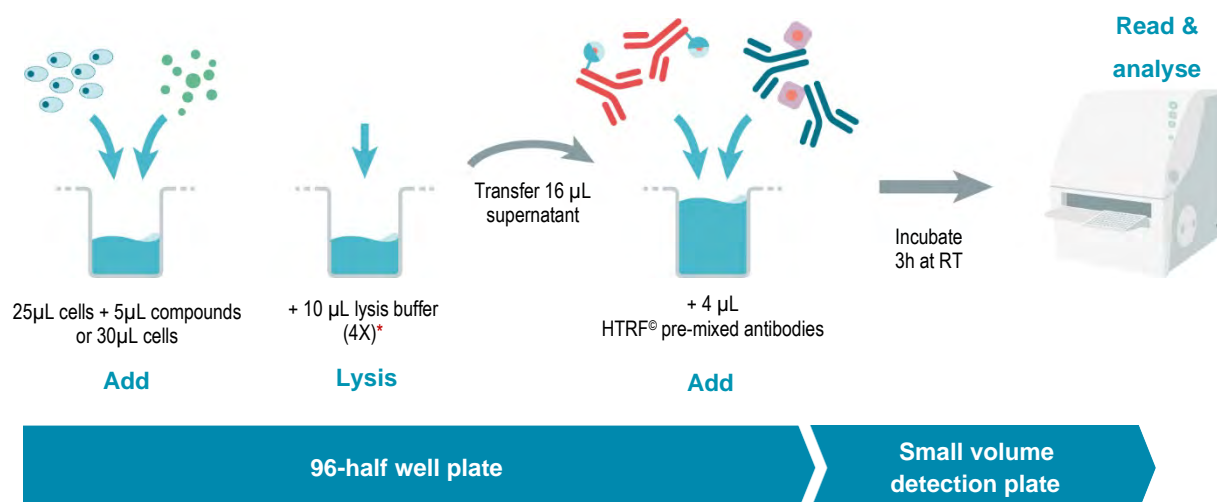 Read &
analyse
Transfer 16 µL
supernatant
Incubate
3h at RT
25µL cells + 5µL compounds
or 30µL cells
+ 10 µL lysis buffer
(4X)*
+ 4 µL
HTRF© pre-mixed antibodies
Add
Lysis
Add
96-half well plate
Small volume
detection plate